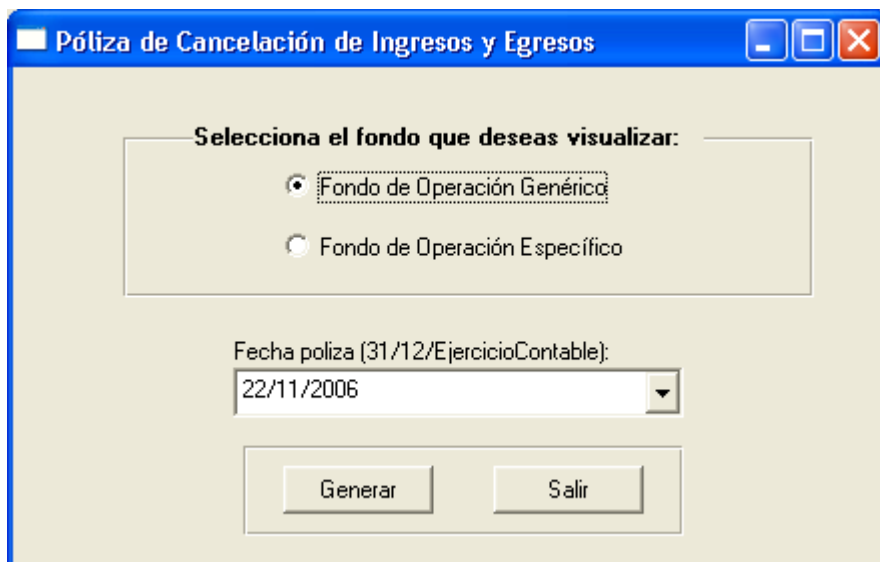 Póliza de Cancelación de Ingresos y Egresos
Selecciona el fondo que deseas visualizar:
Fondo de Operación Genérico
Fondo de Operación Específico
Fecha poliza (31/12/EjercicioContable):
22/11/2006
Generar Salir